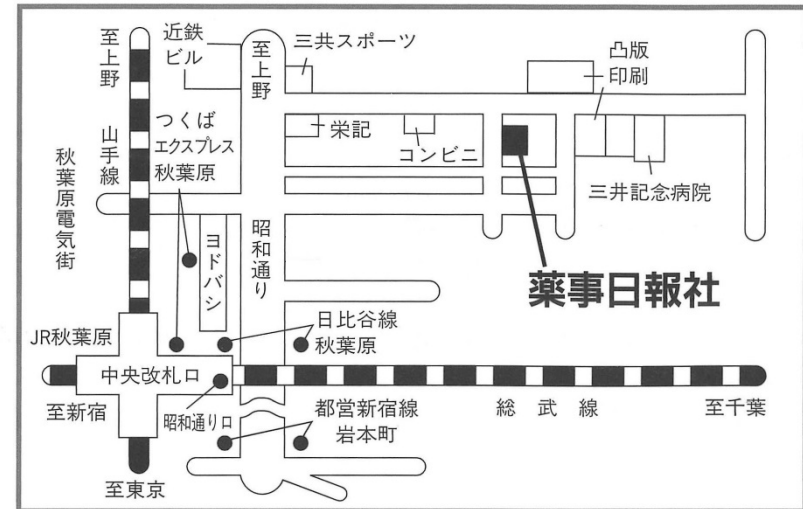 至上野
近鉄
ビル
至上野
三共スポーツ
凸版
印刷
山手線
つくば
エクスプレス
秋葉原
栄記
コンビニ
三井記念病院
秋葉原電気街
ヨドバシ
昭和通り
薬事日報社
JR秋葉原
日比谷線
秋葉原
中央改札口
至新宿
昭和通り口
都営新宿線
岩本町
総武線
至千葉
至東京